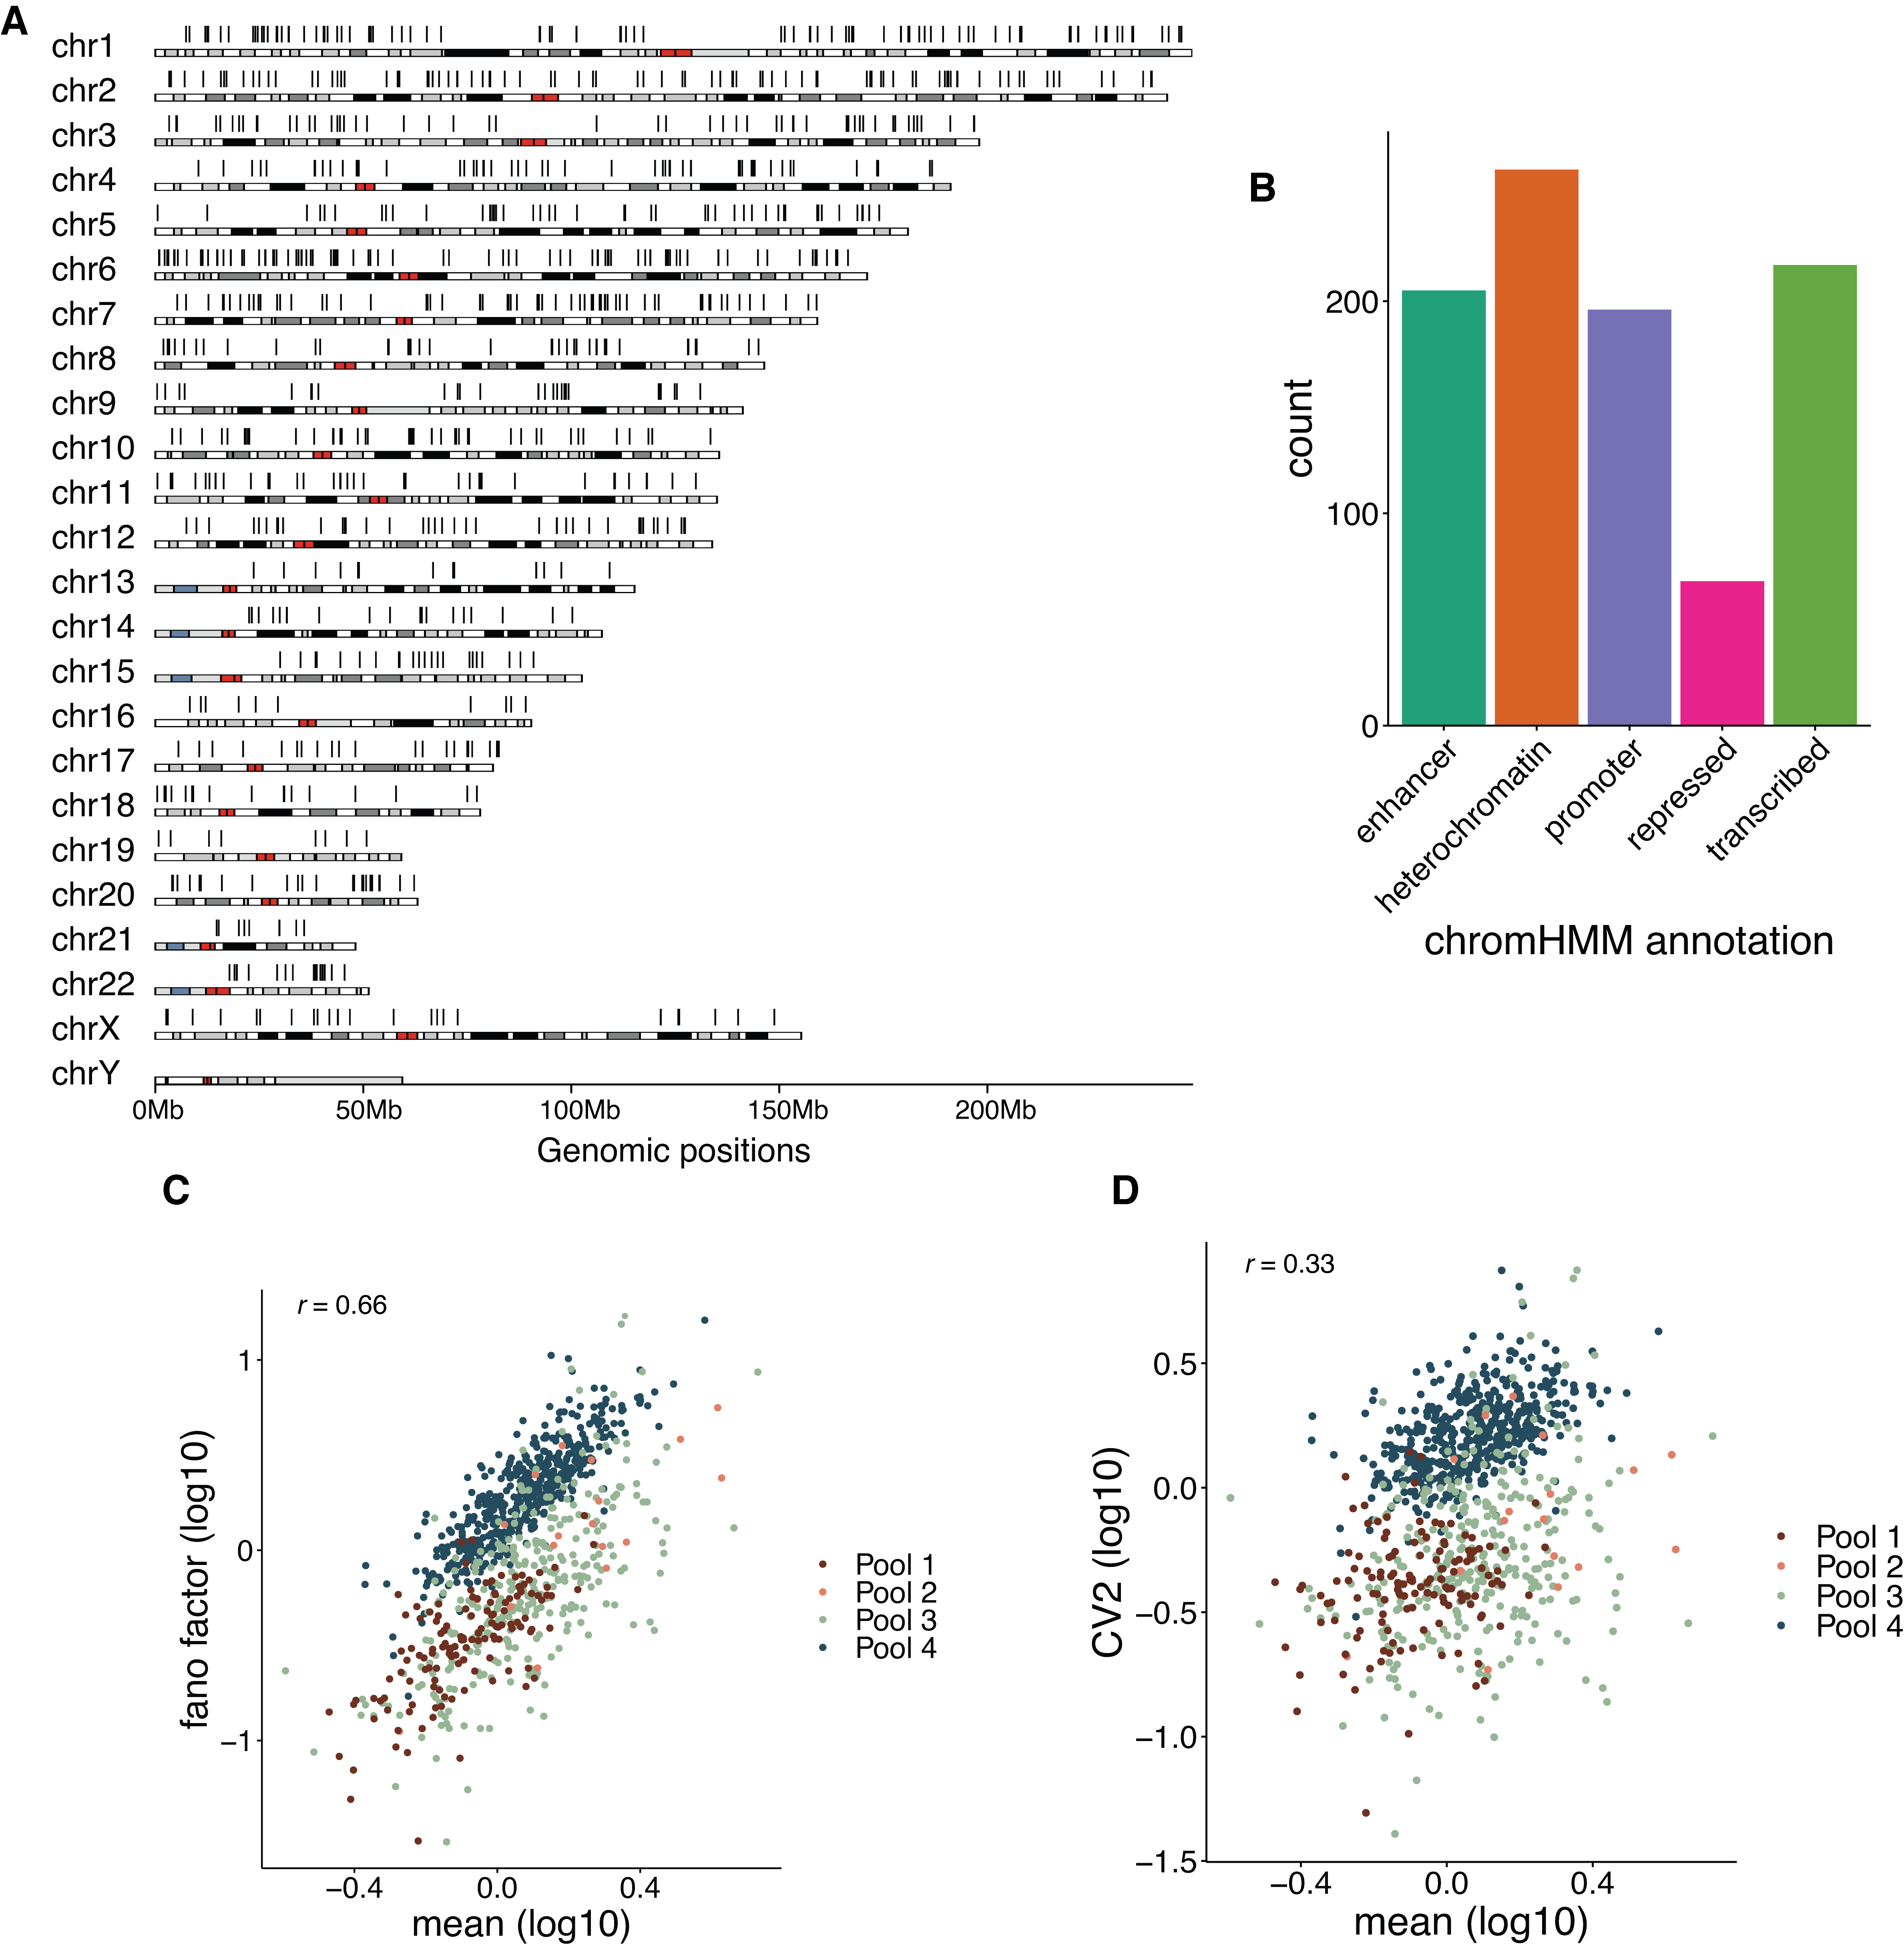 A
chr1
chr2
chr3
chr4
chr5
chr6
chr7
chr8
chr9
chr10
chr11
chr12
chr13
chr14
chr15
chr16
chr17
chr18
chr19
chr20
chr21
chr22
chrX
chrY
0Mb 50Mb 100Mb 150Mb 200Mb
Genomic positions
B
count
200
100
0
enhancer
heterochromatin
promoter
repressed
transcribed
chromHMM annotation
C
r = 0.66
fano factor (log10)
1
0
−1
−0.4 0.0 0.4
mean (log10)
Pool 1
Pool 2
Pool 3
Pool 4
D
r = 0.33
CV2 (log10)
0.5
0.0
−0.5
−1.0
−1.5
−0.4 0.0 0.4
mean (log10)
Pool 1
Pool 2
Pool 3
Pool 4